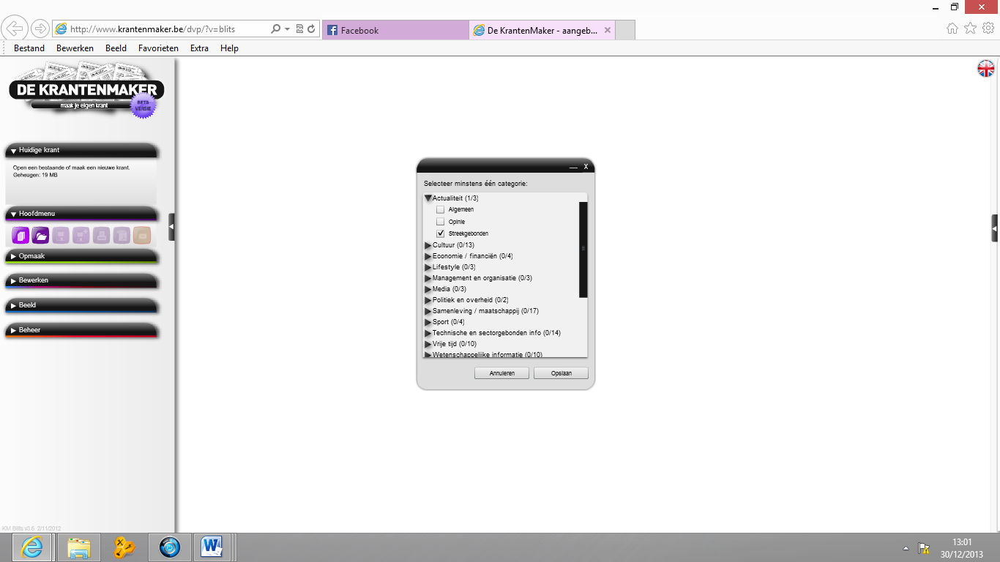 http://www.krantenmaker.be/dvp/?v=blits
Facebook
De KrantenMaker - aangeb...
Bestand Bewerken Beeld Favorieten Extra Help
DE KRANTENMAKER
maak je eigen krant
BETA
VERSIE
Huidige krant
Open een bestaande of maak een nieuwe krant.
Geheugen: 19 MB
Hoofdmenu
Opmaak
Bewerken
Beeld
Beheer
KM Blits v3.6 2/11/2012
X
Selecteer minstens één categorie:
Actualiteit (1/3)
Algemeen
Opinie
Streekgebonden
Cultuur (0/13)
Economie / financiën (0/4)
Lifestyle (0/3)
Management en organisatie (0/3)
Media (0/3)
Politiek en overheid (0/2)
Samenleving / maatschappij (0/17)
Sport (0/4)
Technische en sectorgebonden info (0/14)
Vrije tijd (0/10)
Wetenschappelijke informatie (0/10)
Annuleren Opslaan
13:01
30/12/2013